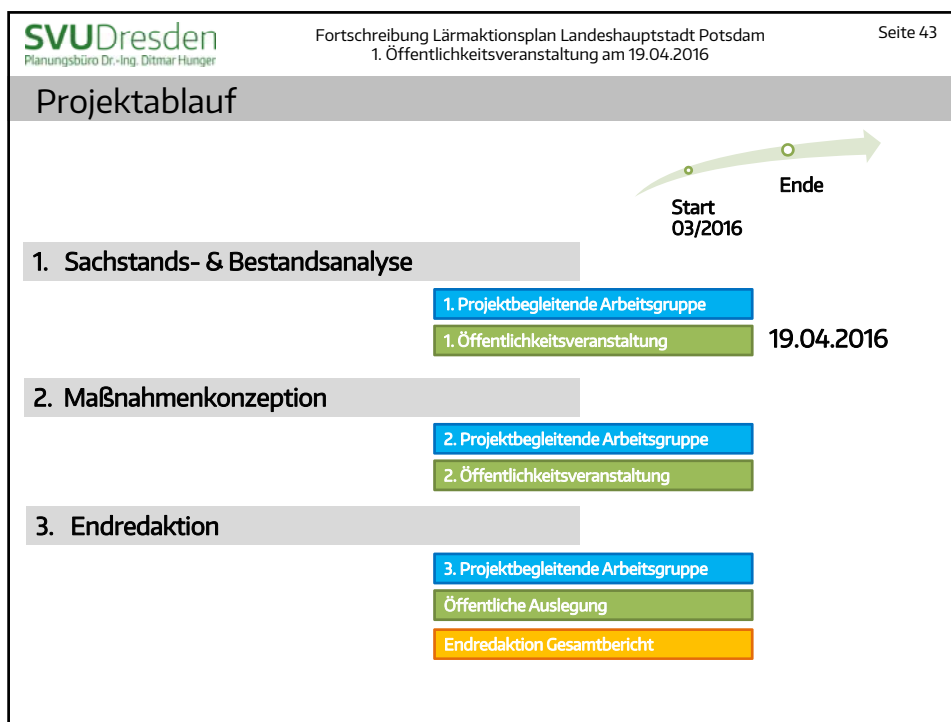 SVUDresden
Planungsbüro Dr.-Ing. Ditmar Hunger
Fortschreibung Lärmaktionsplan Landeshauptstadt Potsdam
1. Öffentlichkeitsveranstaltung am 19.04.2016
Seite 43
Projektablauf
Start
03/2016
Ende
1. Sachstands- & Bestandsanalyse
1. Projektbegleitende Arbeitsgruppe
1. Öffentlichkeitsveranstaltung
19.04.2016
2. Maßnahmenkonzeption
2. Projektbegleitende Arbeitsgruppe
2. Öffentlichkeitsveranstaltung
3. Endredaktion
3. Projektbegleitende Arbeitsgruppe
Öffentliche Auslegung
Endredaktion Gesamtbericht